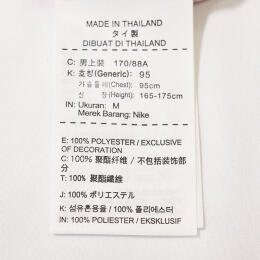 MADE IN THAILAND
タイ製
DIBUAT DI THAILAND
C: 男上装 170/88A
K: 호칭(Generic): 95
가슴둘레(Chest): 95cm
신 장(Height): 165-175cm
IN: Ukuran: M
Merek Barang: Nike
E: 100% POLYESTER / EXCLUSIVE
OF DECORATION
C: 100% 聚酯纤维 / 不包括装饰部
分
T: 100% 聚酯纖維
J: 100% ポリエステル
K: 섬유혼용율 / 100% 폴리에스터
IN: 100% POLIESTER / EKSKLUSIF